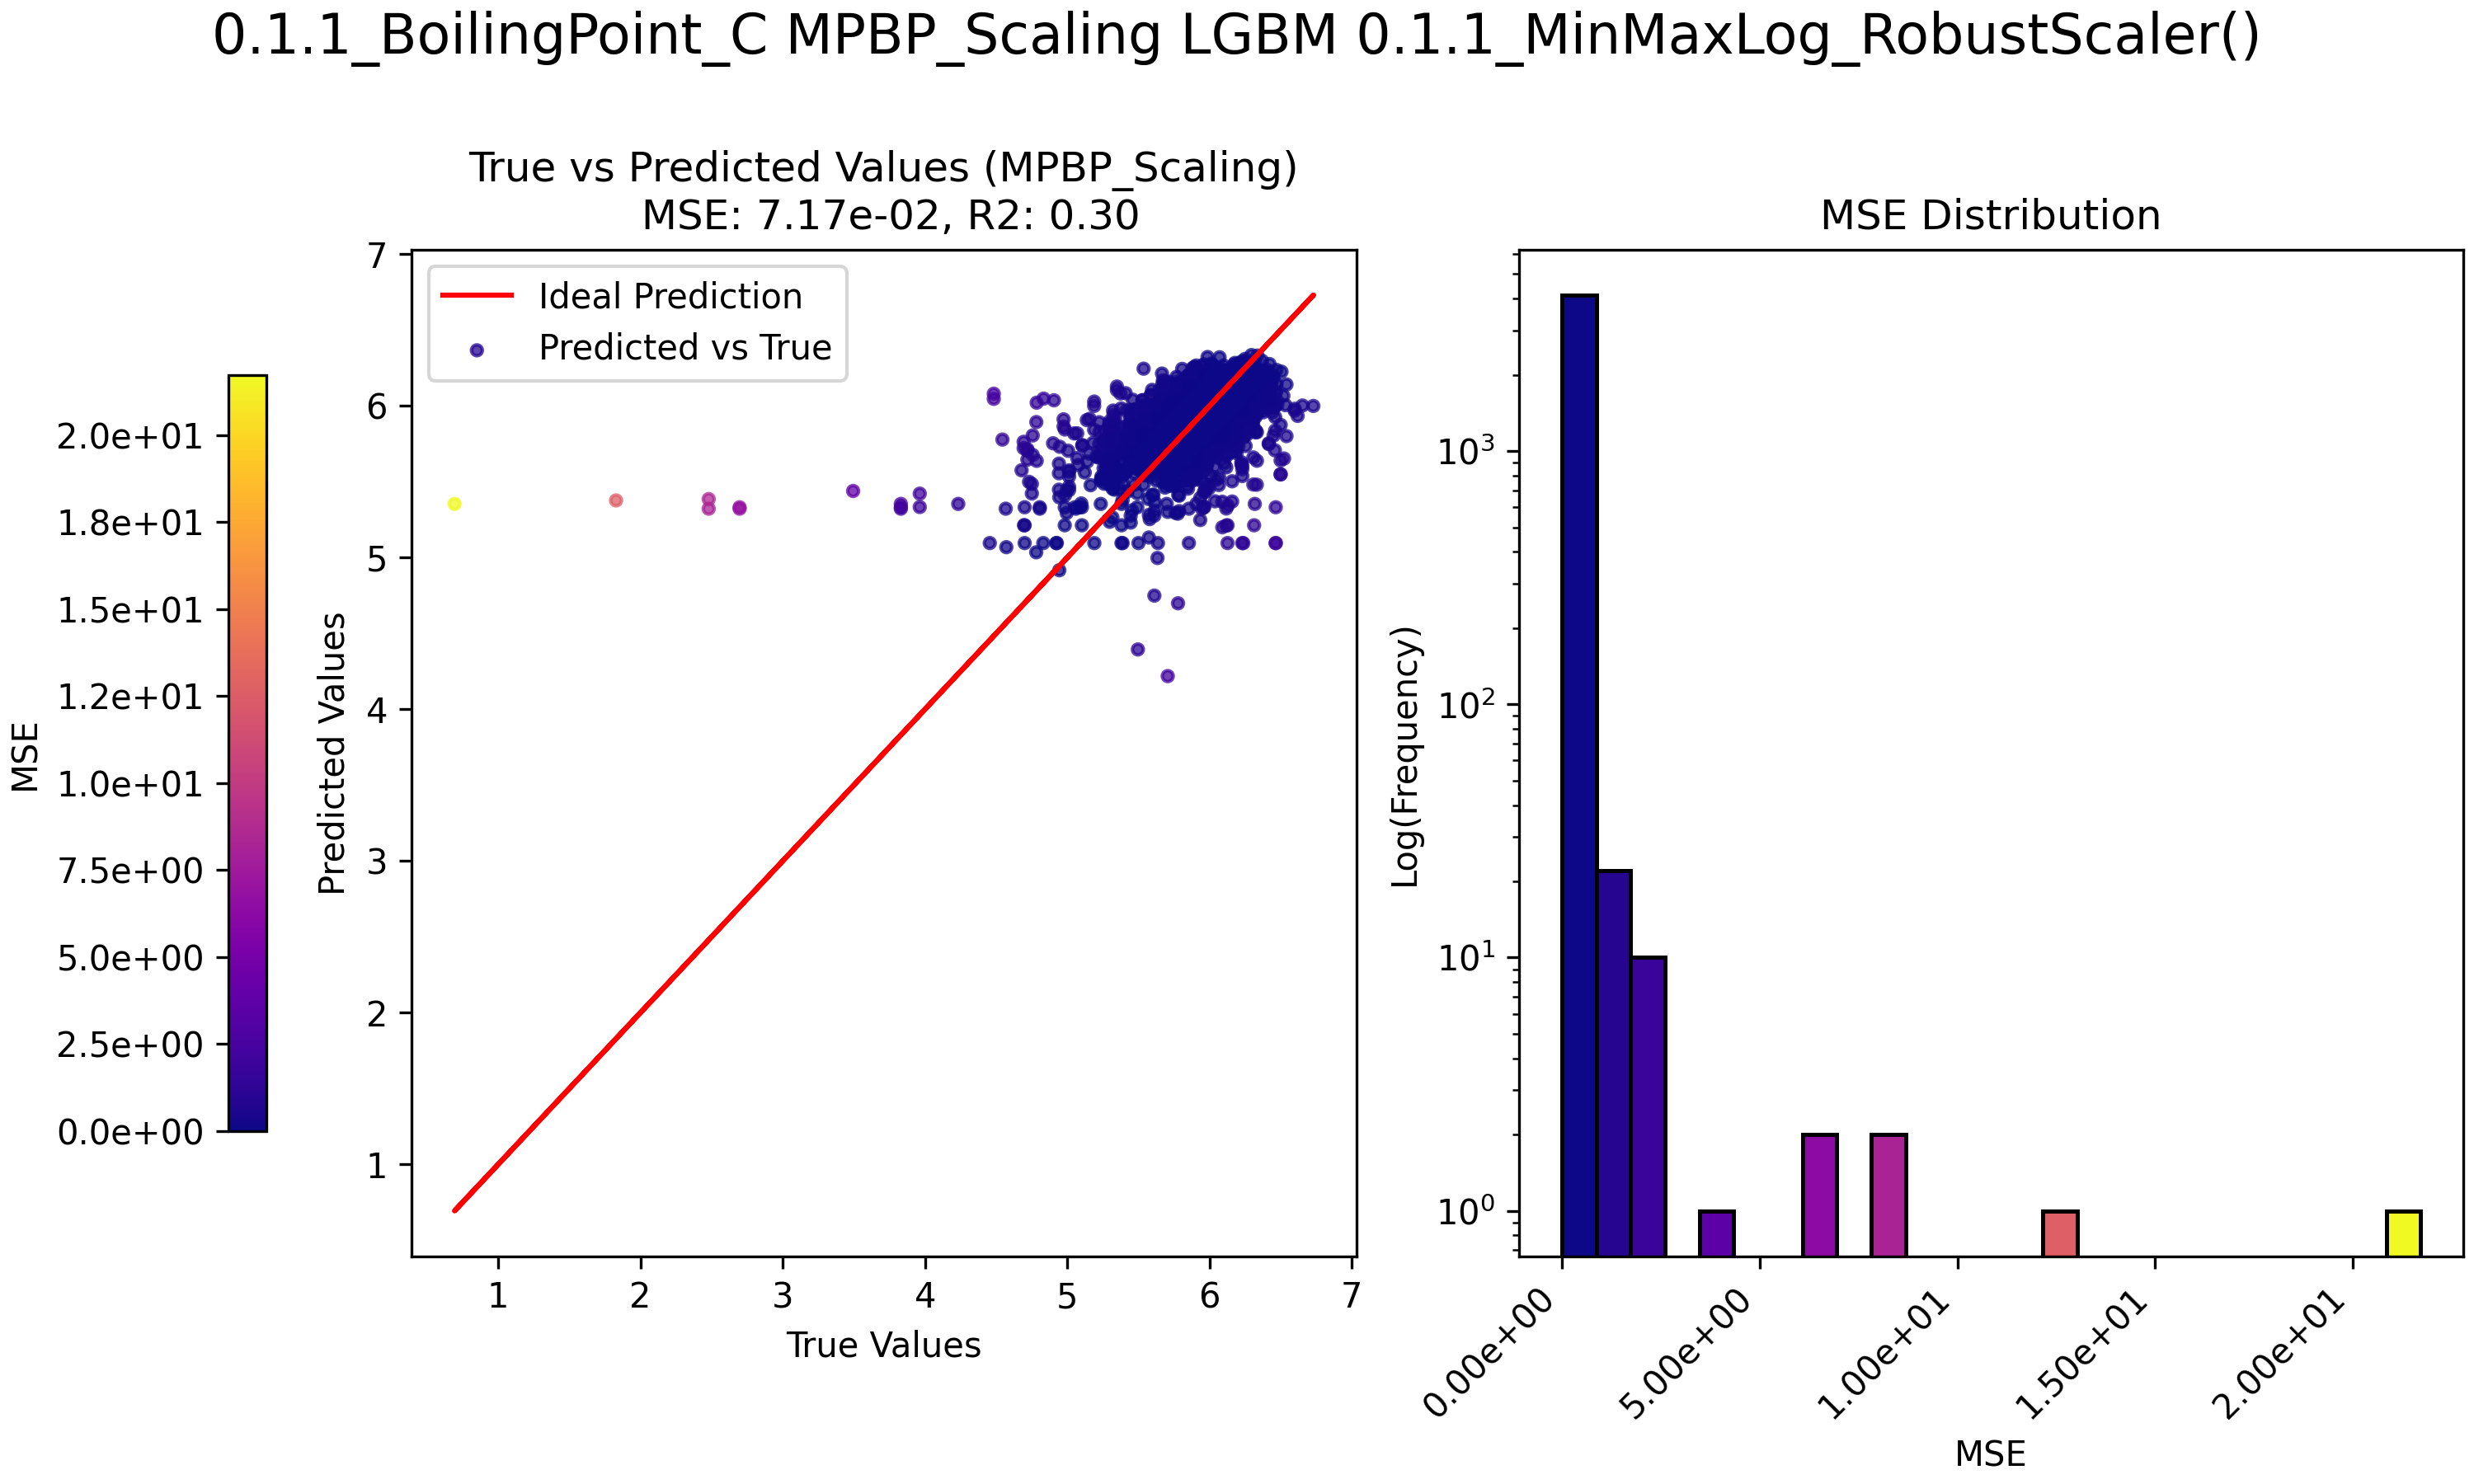 0.1.1_BoilingPoint_C MPBP_Scaling LGBM 0.1.1_MinMaxLog_RobustScaler()
True vs Predicted Values (MPBP_Scaling)
MSE: 7.17e-02, R2: 0.30
MSE Distribution
Ideal Prediction
Predicted vs True
MSE
2.0e+01
1.8e+01
1.5e+01
1.2e+01
1.0e+01
7.5e+00
5.0e+00
2.5e+00
0.0e+00
Predicted Values
7
6
5
4
3
2
1
1 2 3 4 5 6 7
True Values
Log(Frequency)
10³
10²
10¹
10⁰
0.00e+00
5.00e+00
1.00e+01
1.50e+01
2.00e+01
MSE